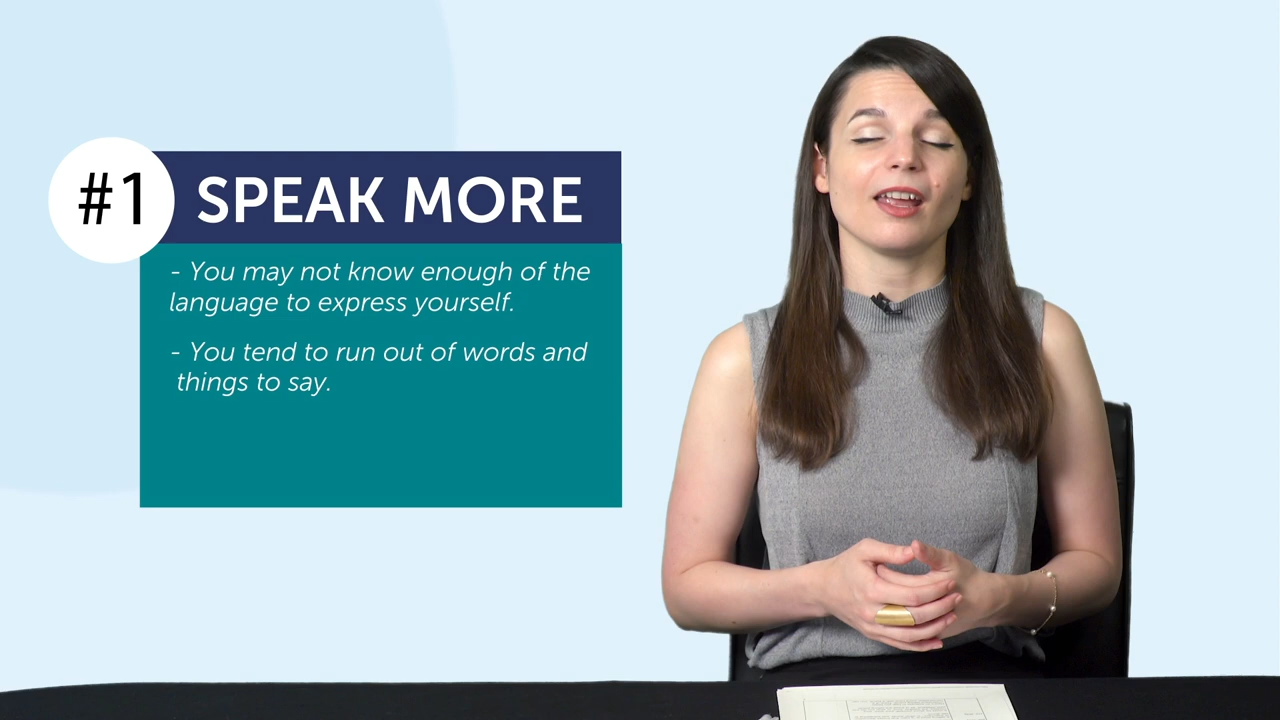 #1 SPEAK MORE
- You may not know enough of the
language to express yourself.
- You tend to run out of words and
things to say.